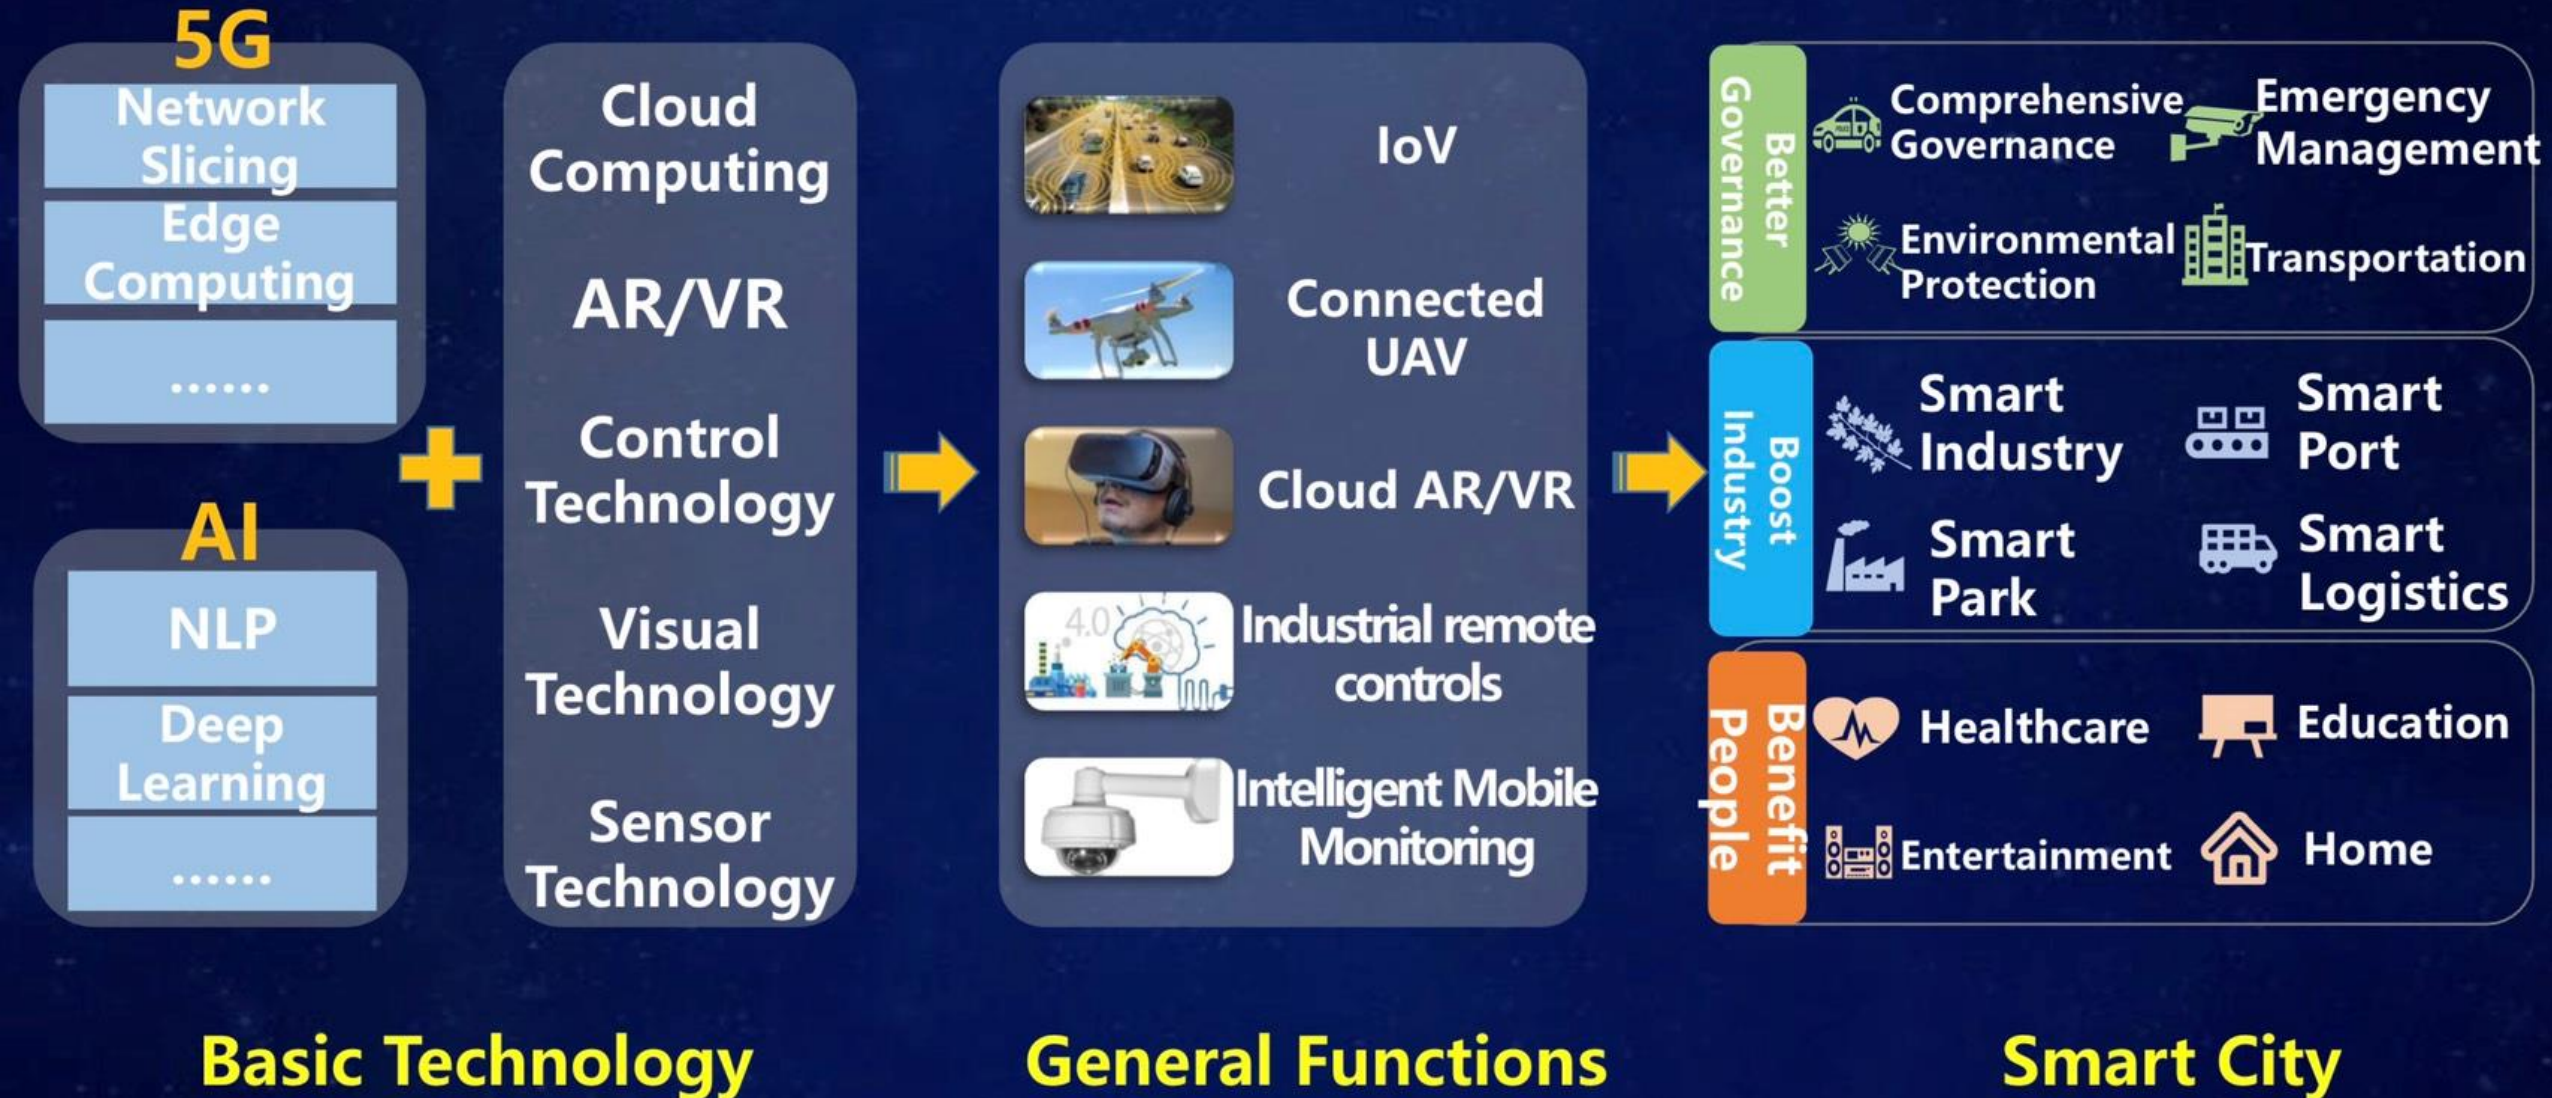 5G
Network
Slicing
Edge
Computing
......
AI
NLP
Deep
Learning
......
Cloud
Computing
AR/VR
Control
Technology
Visual
Technology
Sensor
Technology
IoV
Connected
UAV
Cloud AR/VR
4.0
Industrial remote
controls
Intelligent Mobile
Monitoring
Better
Governance
Comprehensive
Governance
Emergency
Management
Environmental
Protection
Transportation
Boost
Industry
Smart
Industry
Smart
Port
Smart
Park
Smart
Logistics
Benefit
People
Healthcare
Education
Entertainment
Home
Basic Technology
General Functions
Smart City